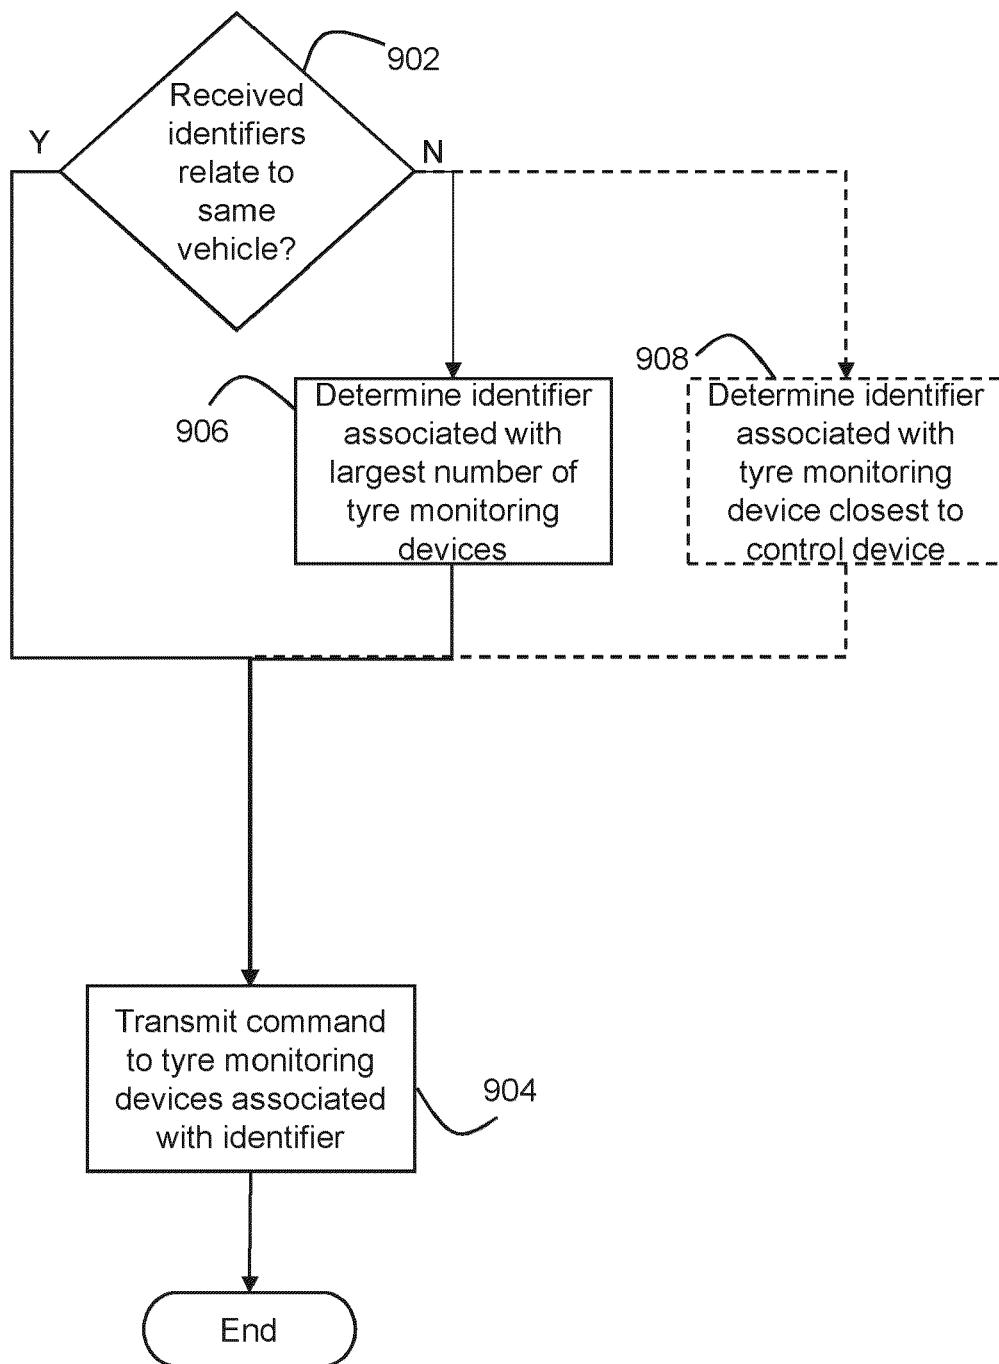 902
Received
identifiers
relate to
same
vehicle?
Y
N
908
906
Determine identifier
associated with
largest number of
tyre monitoring
devices
Determine identifier
associated with
tyre monitoring
device closest to
control device
Transmit command
to tyre monitoring
devices associated
with identifier
904
End